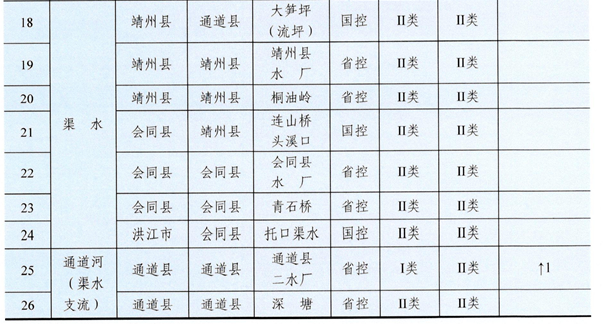 18 渠 水 靖州县 通道县 大笋坪（流坪） 国控 II类 II类
19 靖州县 靖州县 靖州县水 厂 省控 II类 II类
20 靖州县 靖州县 桐油岭 省控 II类 II类
21 会同县 靖州县 连山桥头溪口 国控 II类 II类
22 会同县 会同县 会同县水 厂 省控 II类 II类
23 会同县 会同县 青石桥 省控 II类 II类
24 洪江市 会同县 托口渠水 国控 II类 II类
25 通道河（渠水支流） 通道县 通道县 通道县二水厂 省控 I类 II类 ↑1
26 通道县 通道县 深 塘 省控 II类 II类